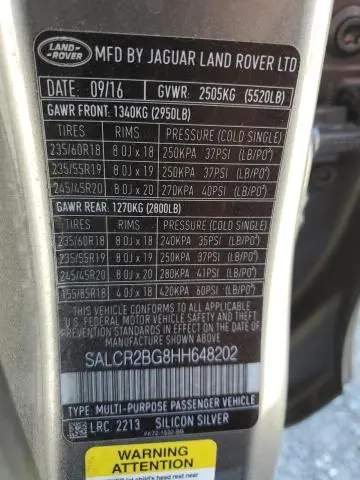 LAND-
ROVER
MFD BY JAGUAR LAND ROVER LTD
DATE: 09/16 GVWR: 2505KG (5520LB)
GAWR FRONT: 1340KG (2950LB)
TIRES RIMS PRESSURE (COLD SINGLE)
235/60R18 8.0J x 18 250KPA 37PSI (LB/PO²)
235/55R19 8.0J x 19 250KPA 37PSI (LB/PO²)
245/45R20 8.0J x 20 270KPA 40PSI (LB/PO²)
GAWR REAR: 1270KG (2800LB)
TIRES RIMS PRESSURE (COLD SINGLE)
235/60R18 8.0J x 18 240KPA 35PSI (LB/PO²)
235/55R19 8.0J x 19 250KPA 37PSI (LB/PO²)
245/45R20 8.0J x 20 280KPA 41PSI (LB/PO²)
155/85R18 4.0J x 18 420KPA 60PSI (LB/PO²)
THIS VEHICLE CONFORMS TO ALL APPLICABLE
U.S. FEDERAL MOTOR VEHICLE SAFETY AND THEFT
PREVENTION STANDARDS IN EFFECT ON THE DATE OF
MANUFACTURE SHOWN ABOVE.
SALCR2BG8HH648202
TYPE: MULTI-PURPOSE PASSENGER VEHICLE
LRC: 2213 SILICON SILVER
WARNING
ATTENTION
child's head rest near